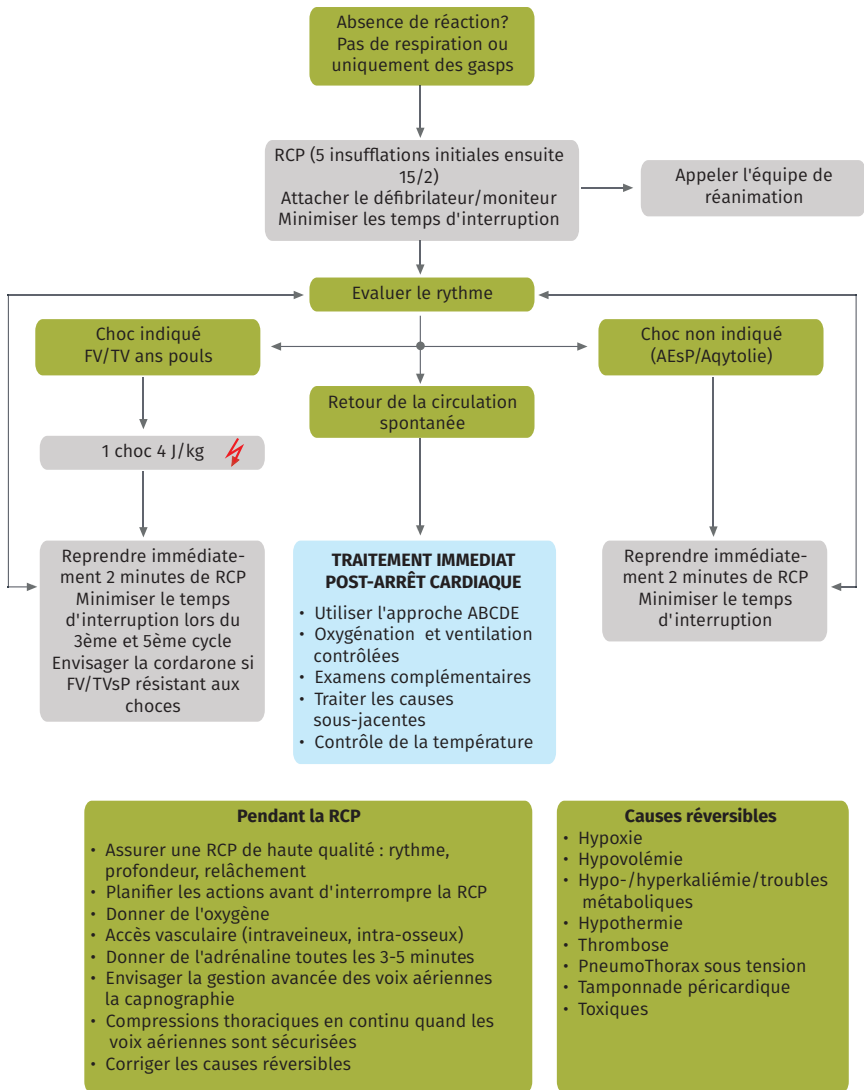 Absence de réaction?
Pas de respiration ou
uniquement des gasps
RCP (5 insufflations initiales ensuite
15/2)
Attacher le défibrilateur/moniteur
Minimiser les temps d'interruption
Appeler l'équipe de
réanimation
Evaluer le rythme
Choc indiqué
FV/TV ans pouls
Choc non indiqué
(AEsP/Aqytolie)
Retour de la circulation
spontanée
1 choc 4 J/kg
Reprendre immédiate-
ment 2 minutes de RCP
Minimiser le temps
d'interruption lors du
3ème et 5ème cycle
Envisager la cordarone si
FV/TVsP résistant aux
choces
TRAITEMENT IMMEDIAT
POST-ARRÊT CARDIAQUE
• Utiliser l'approche ABCDE
• Oxygénation et ventilation
contrôlées
• Examens complémentaires
• Traiter les causes
sous-jacentes
• Contrôle de la température
Reprendre immédiate-
ment 2 minutes de RCP
Minimiser le temps
d'interruption
Pendant la RCP
• Assurer une RCP de haute qualité : rythme,
profondeur, relâchement
• Planifier les actions avant d'interrompre la RCP
• Donner de l'oxygène
• Accès vasculaire (intraveineux, intra-osseux)
• Donner de l'adrénaline toutes les 3-5 minutes
• Envisager la gestion avancée des voix aériennes
la capnographie
• Compressions thoraciques en continu quand les
voix aériennes sont sécurisées
• Corriger les causes réversibles
Causes réversibles
• Hypoxie
• Hypovolémie
• Hypo-/hyperkaliémie/troubles
métaboliques
• Hypothermie
• Thrombose
• PneumoThorax sous tension
• Tamponnade péricardique
• Toxiques